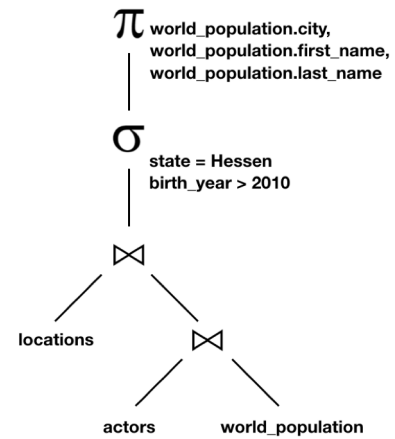 π world_population.city,
world_population.first_name,
world_population.last_name
σ
state = Hessen
birth_year > 2010
⋈
locations
⋈
actors world_population